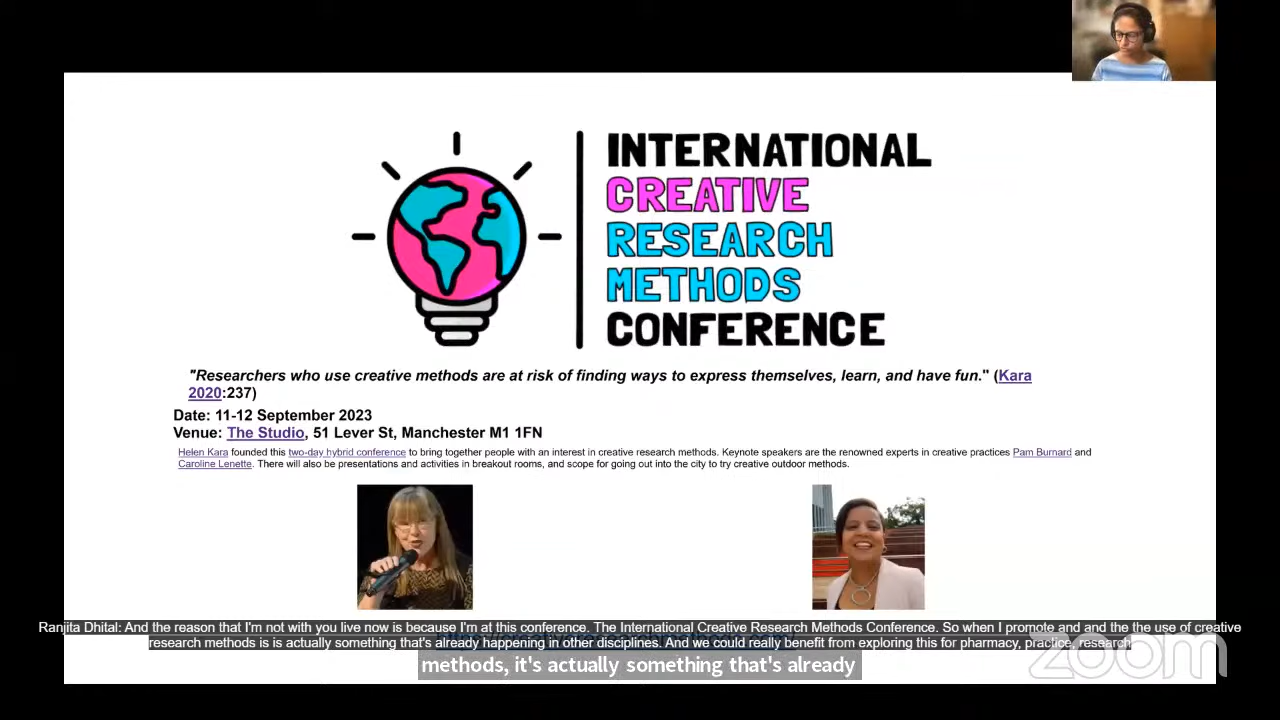 INTERNATIONAL
CREATIVE
RESEARCH
METHODS
CONFERENCE
"Researchers who use creative methods are at risk of finding ways to express themselves, learn, and have fun." (Kara
2020:237)
Date: 11-12 September 2023
Venue: The Studio, 51 Lever St, Manchester M1 1FN
Helen Kara founded this two-day hybrid conference to bring together people with an interest in creative research methods. Keynote speakers are the renowned experts in creative practices Pam Burnard and
Caroline Lenette. There will also be presentations and activities in breakout rooms, and scope for going out into the city to try creative outdoor methods.
Ranjita Dhital: And the reason that I'm not with you live now is because I'm at this conference. The International Creative Research Methods Conference. So when I promote and and the the use of creative
research methods is is actually something that's already happening in other disciplines. And we could really benefit from exploring this for pharmacy, practice, research
methods, it's actually something that's already
zoom